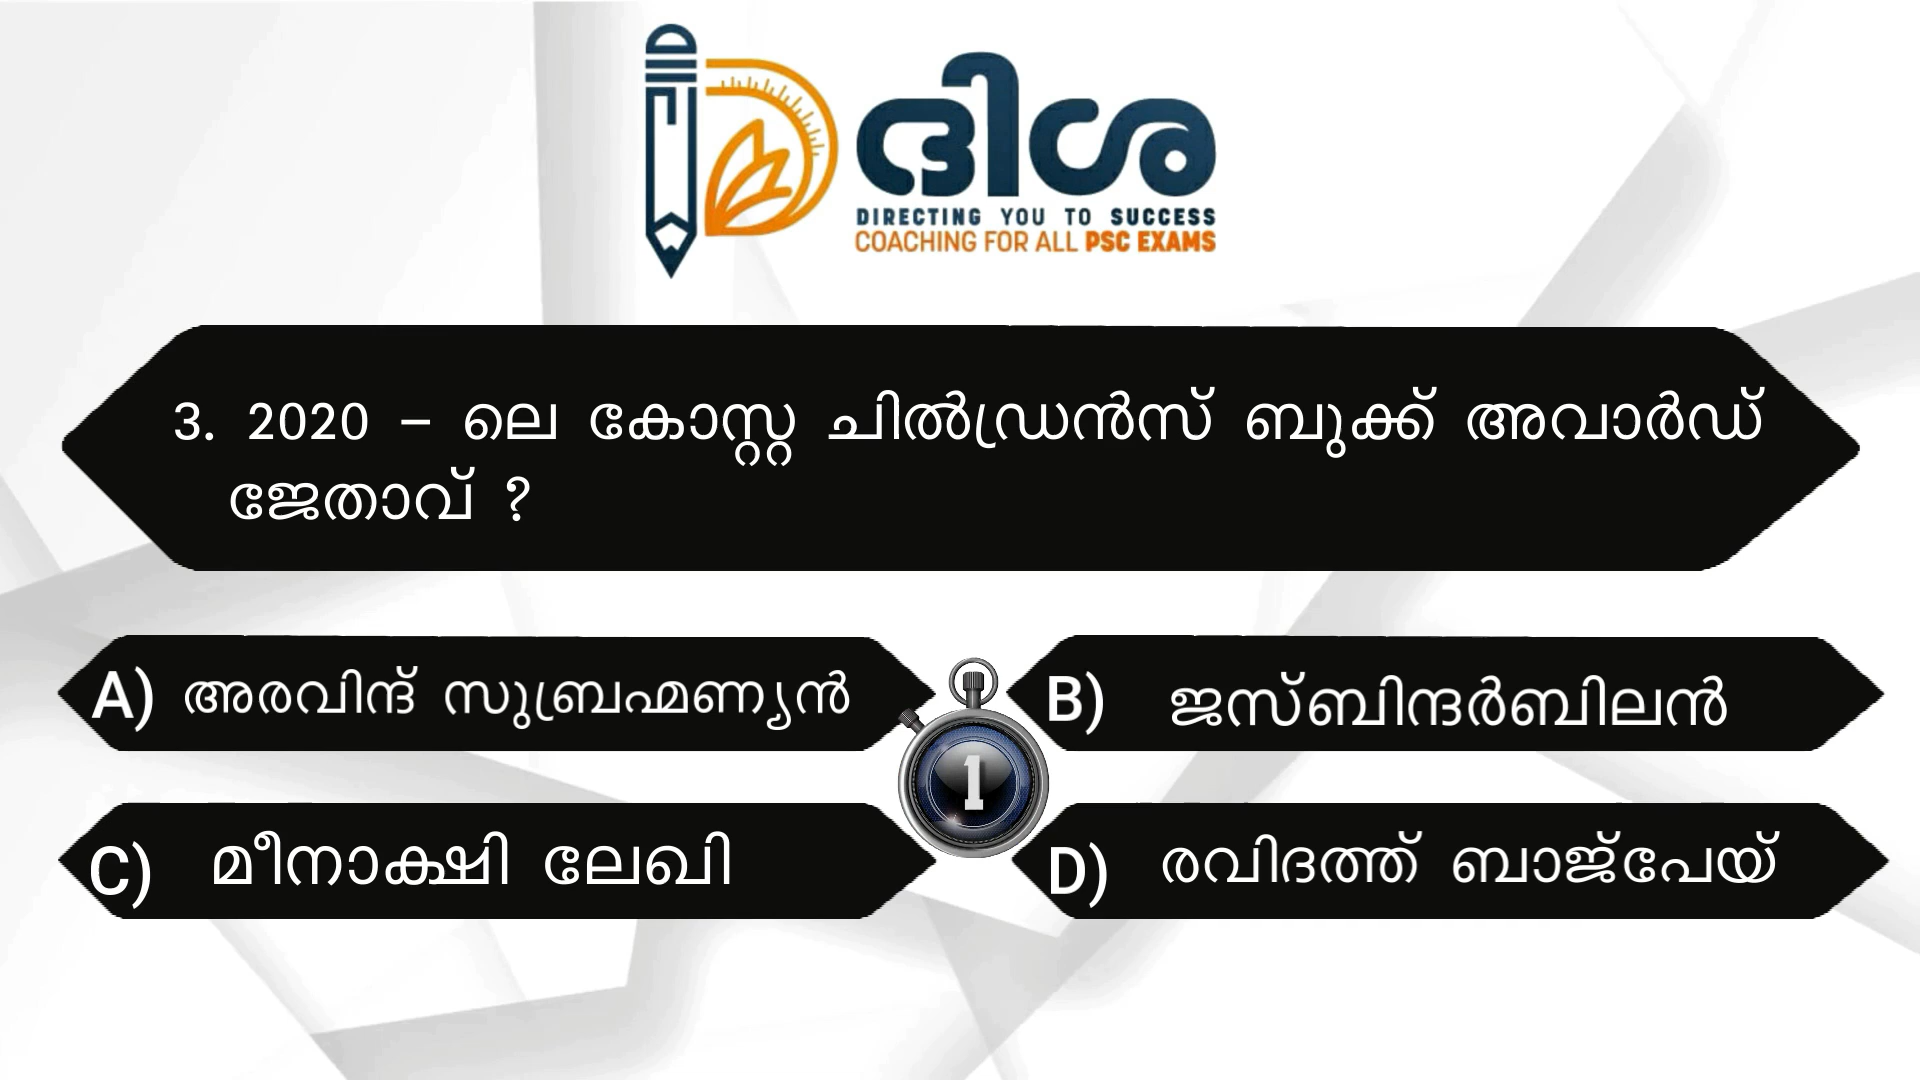 ദിശ
DIRECTING YOU TO SUCCESS
COACHING FOR ALL PSC EXAMS
3. 2020 – ലെ കോസ്റ്റ ചിൽഡ്രൻസ് ബുക്ക് അവാർഡ്
ജേതാവ് ?
A) അരവിന്ദ് സുബ്രഹ്മണ്യൻ
B) ജസ്ബിന്ദർബിലൻ
1
C) മീനാക്ഷി ലേഖി
D) രവിദത്ത് ബാജ്പേയ്